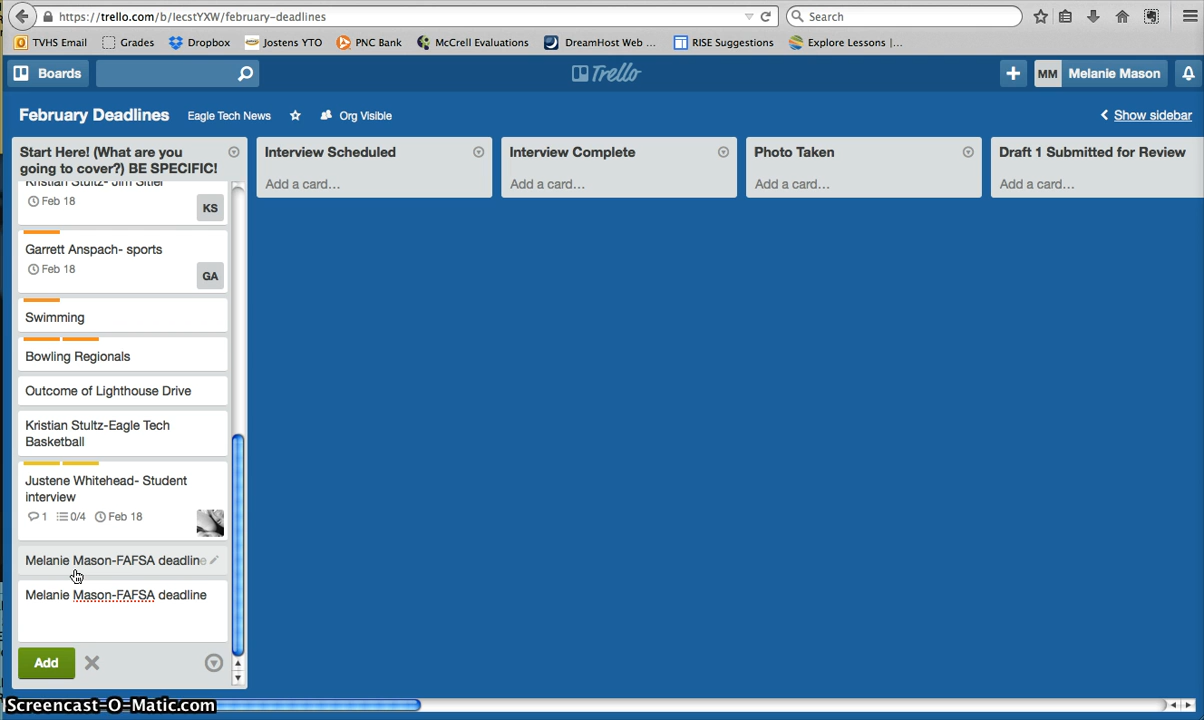 https://trello.com/b/IecstYXW/february-deadlines
Search
TVHS Email
Grades
Dropbox
Jostens YTO
PNC Bank
McCrell Evaluations
DreamHost Web ...
RISE Suggestions
Explore Lessons |...
Boards
Trello
MM
Melanie Mason
February Deadlines
Eagle Tech News
Org Visible
Show sidebar
Start Here! (What are you
going to cover?) BE SPECIFIC!
Interview Scheduled
Interview Complete
Photo Taken
Draft 1 Submitted for Review
Add a card...
Add a card...
Add a card...
Add a card...
Kristian Stultz- Jim Sitler
Feb 18
KS
Garrett Anspach- sports
Feb 18
GA
Swimming
Bowling Regionals
Outcome of Lighthouse Drive
Kristian Stultz-Eagle Tech
Basketball
Justene Whitehead- Student
interview
1
0/4
Feb 18
Melanie Mason-FAFSA deadline
Melanie Mason-FAFSA deadline
Add
Screencast-O-Matic.com